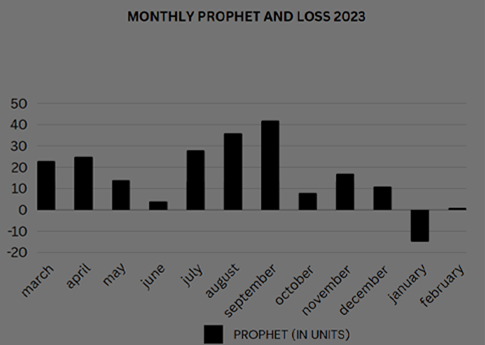 MONTHLY PROPHET AND LOSS 2023
50
40
30
20
10
0
-10
-20
march
april
may
june
july
august
september
october
november
december
january
february
PROPHET (IN UNITS)